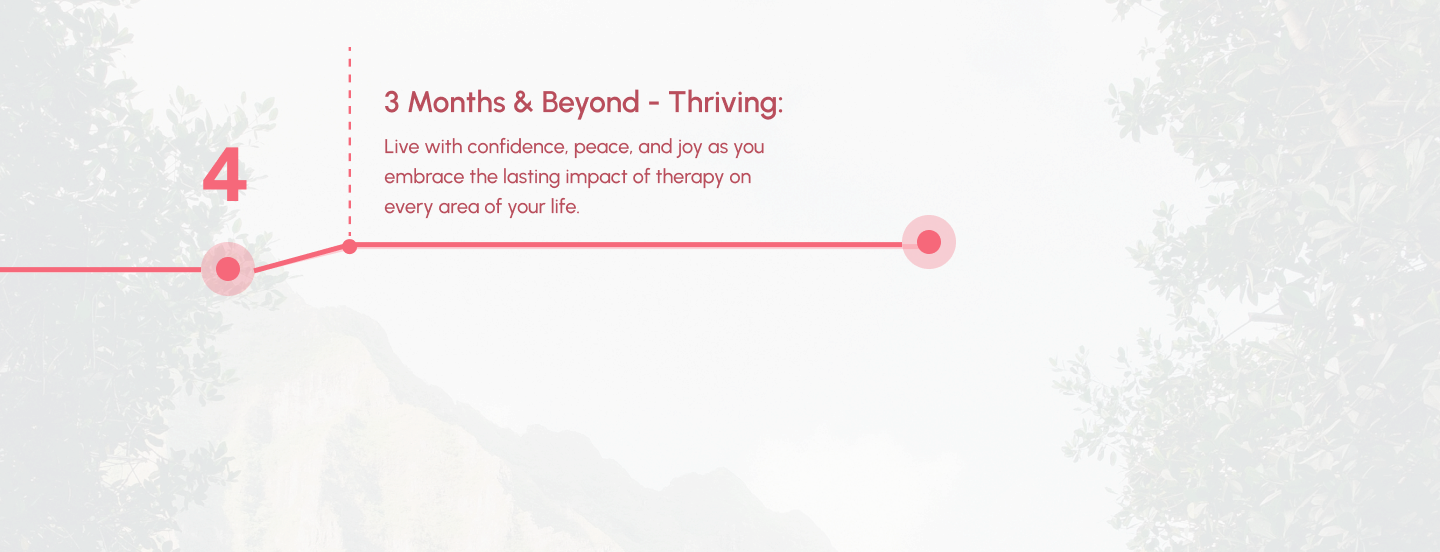 4
3 Months & Beyond - Thriving:
Live with confidence, peace, and joy as you
embrace the lasting impact of therapy on
every area of your life.